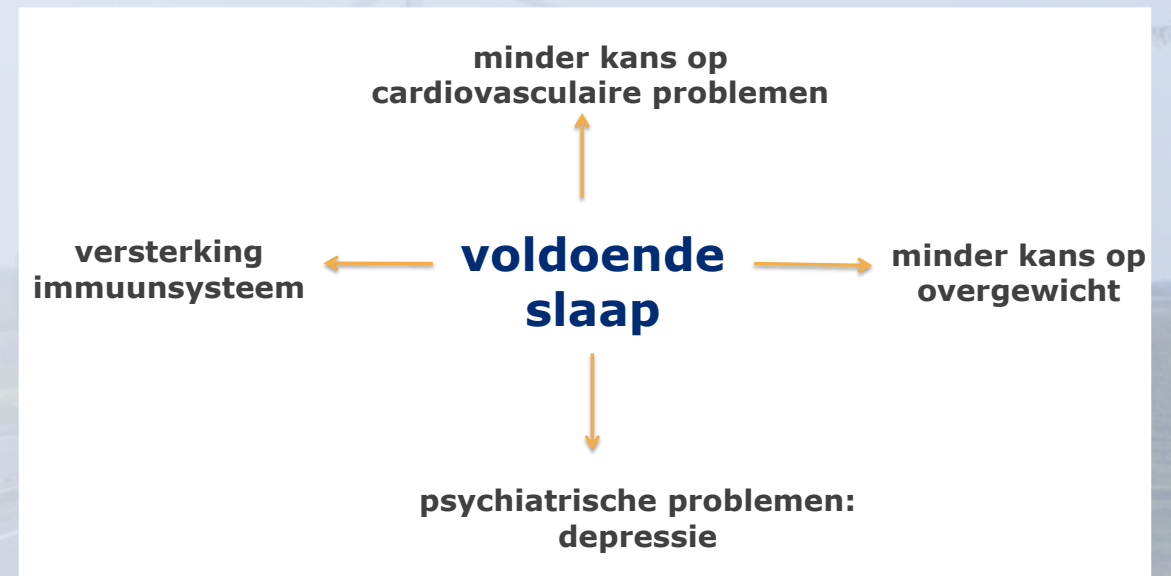 minder kans op
cardiovasculaire problemen
versterking
immuunsysteem
voldoende
slaap
minder kans op
overgewicht
psychiatrische problemen:
depressie